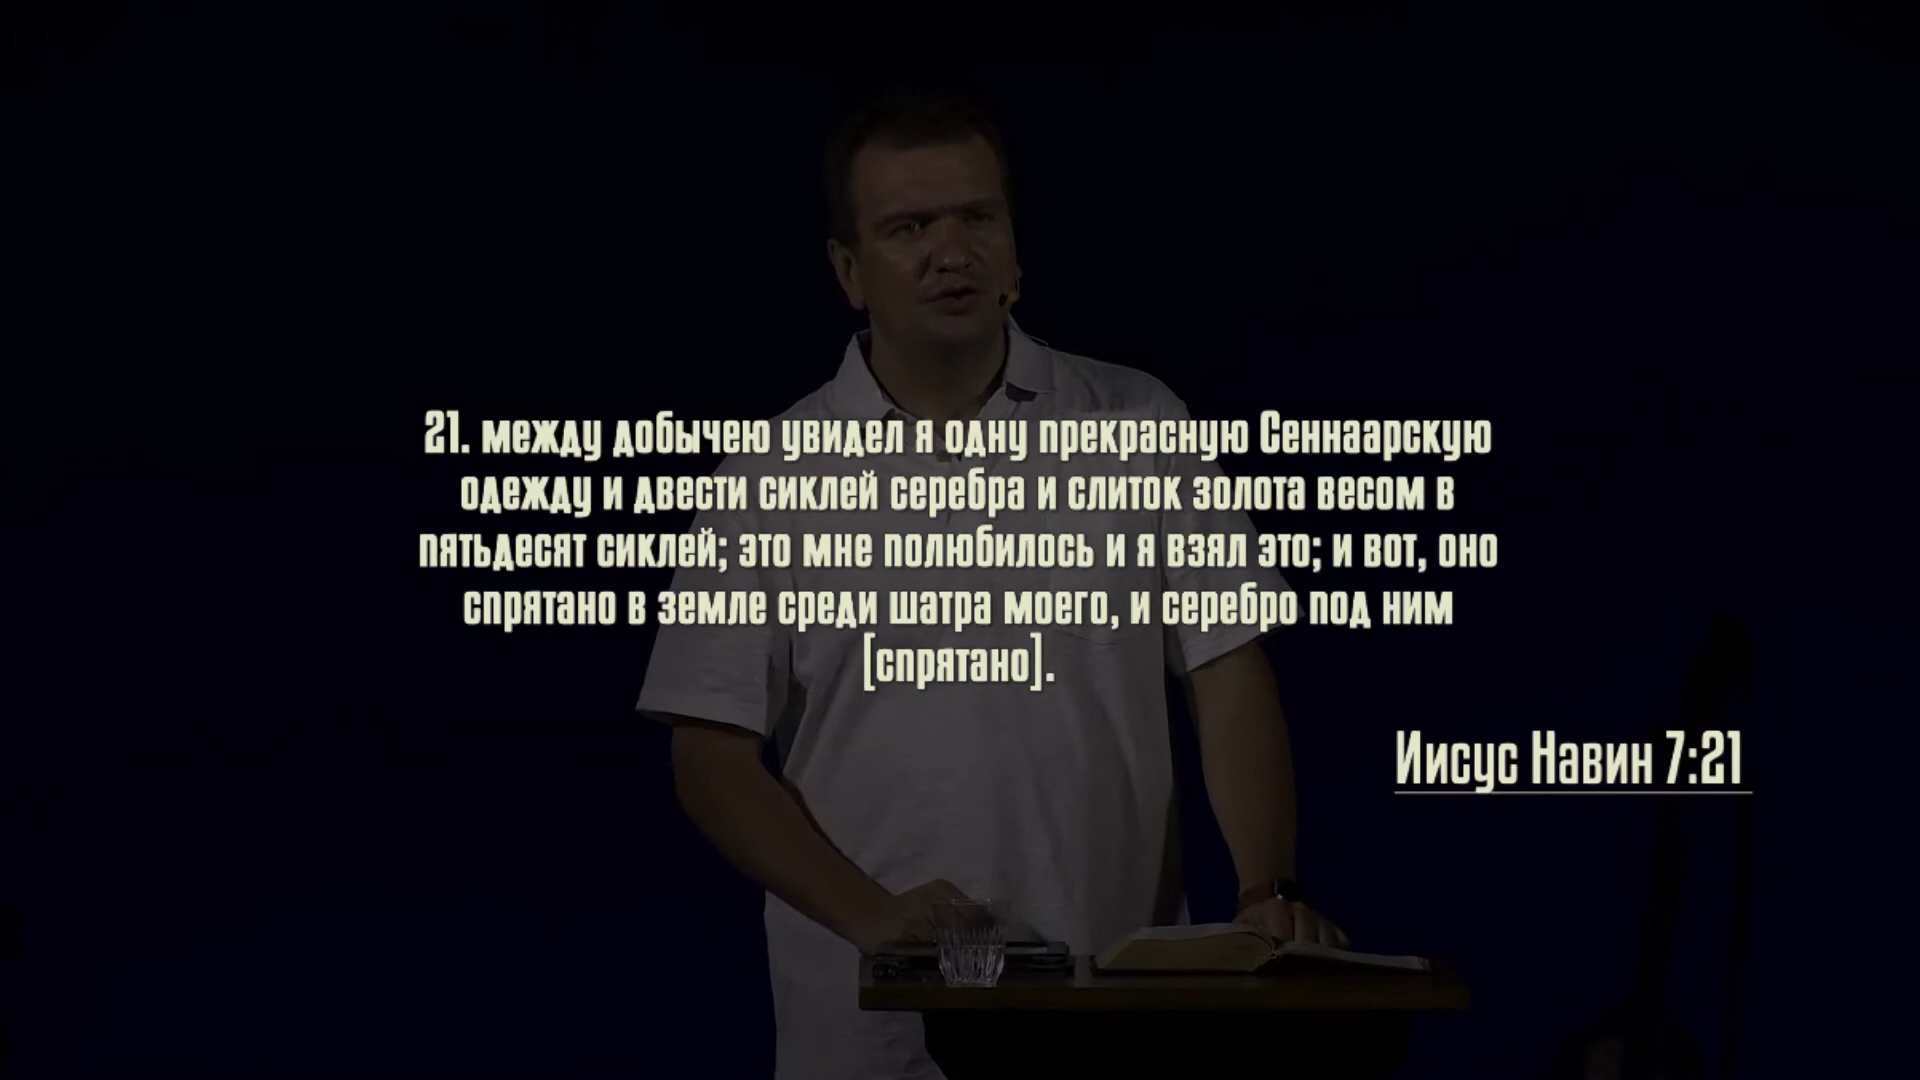 21. между добычею увидел я одну прекрасную Сеннаарскую
одежду и двести сиклей серебра и слиток золота весом в
пятьдесят сиклей; это мне полюбилось и я взял это; и вот, оно
спрятано в земле среди шатра моего, и серебро под ним
[спрятано].
Иисус Навин 7:21